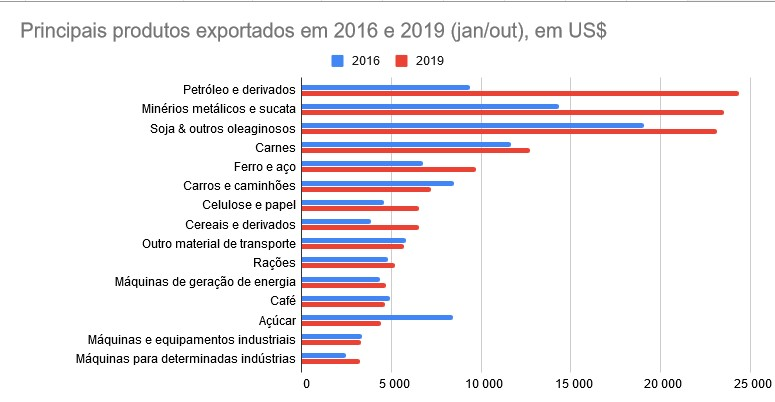 Principais produtos exportados em 2016 e 2019 (jan/out), em US$
2016 2019
Petróleo e derivados
Minérios metálicos e sucata
Soja & outros oleaginosos
Carnes
Ferro e aço
Carros e caminhões
Celulose e papel
Cereais e derivados
Outro material de transporte
Rações
Máquinas de geração de energia
Café
Açúcar
Máquinas e equipamentos industriais
Máquinas para determinadas indústrias
0 5 000 10 000 15 000 20 000 25 000